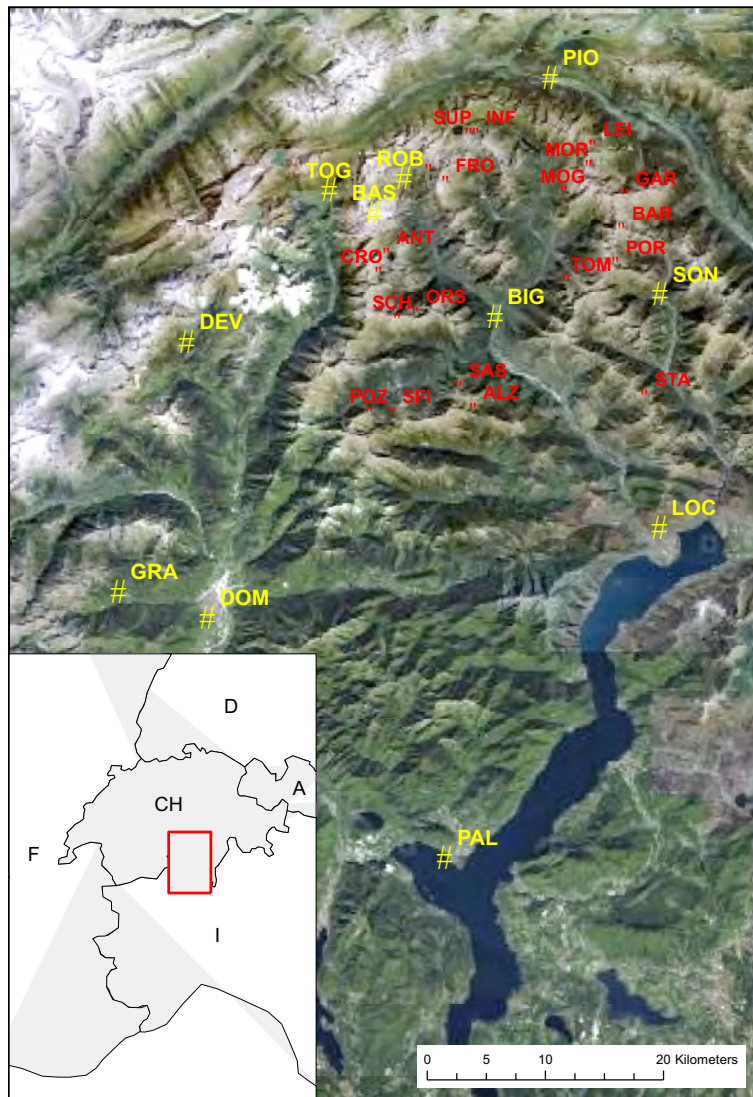 PIO
SUP INF
LEI
MOR
ROB
FRO
TOG
MOG
GAR
BAS
BAR
ANT
CRO
POR
TOM
SON
SCH
ORS
BIG
DEV
SAS
STA
POZ
SFI
ALZ
LOC
GRA
DOM
D
A
CH
F
PAL
I
0 5 10 20 Kilometers